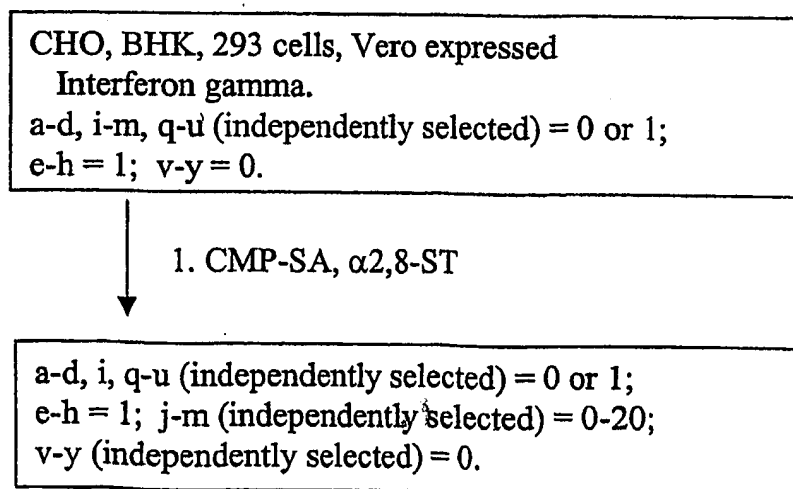 CHO, BHK, 293 cells, Vero expressed
Interferon gamma.
a-d, i-m, q-u (independently selected) = 0 or 1;
e-h = 1; v-y = 0.
1. CMP-SA, α2,8-ST
a-d, i, q-u (independently selected) = 0 or 1;
e-h = 1; j-m (independently selected) = 0-20;
v-y (independently selected) = 0.